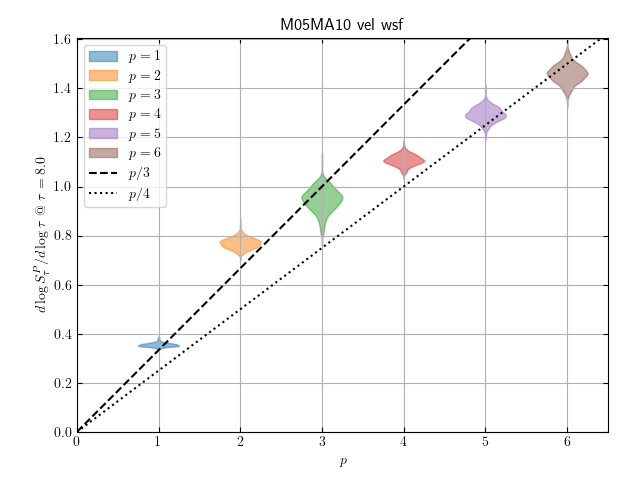 M05MA10 vel wsf
p = 1
p = 2
p = 3
p = 4
p = 5
p = 6
p/3
p/4
d log S_τ^P / d log τ @ τ = 8.0
1.6
1.4
1.2
1.0
0.8
0.6
0.4
0.2
0.0
0 1 2 3 4 5 6
p